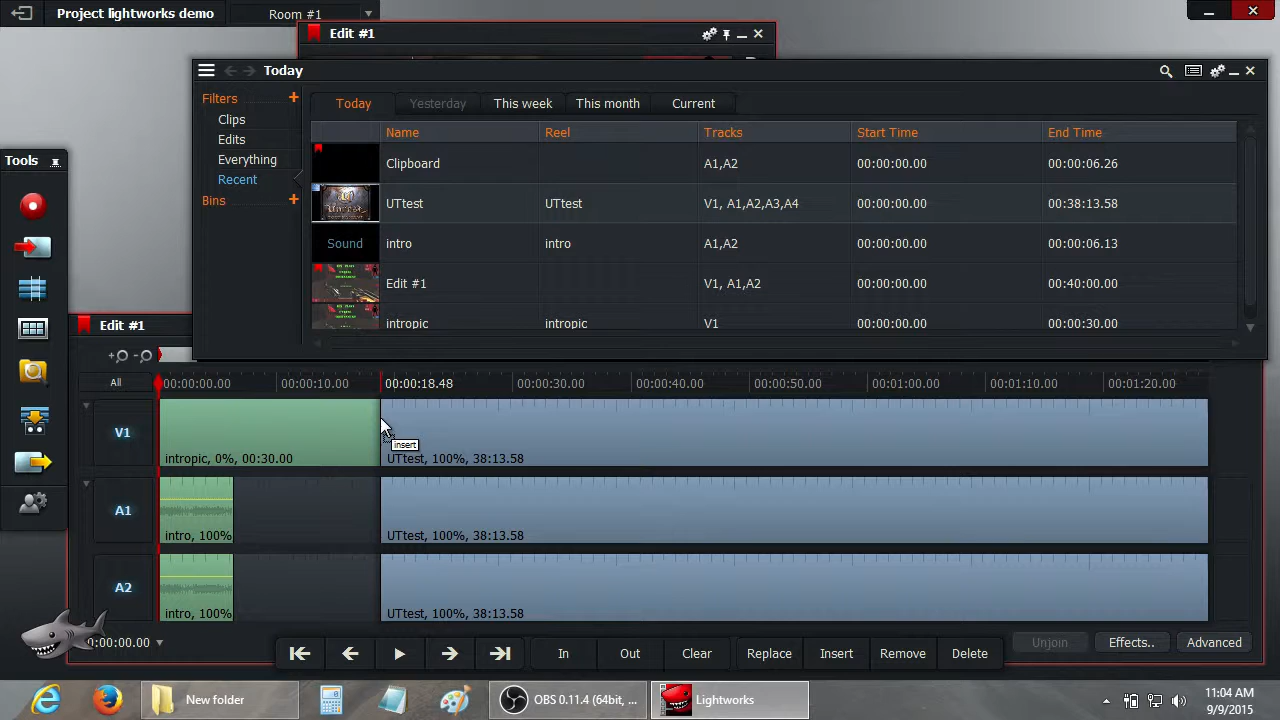 Project lightworks demo
Room #1
Edit #1
Today
Filters +
Clips
Edits
Everything
Recent
Bins +
Today Yesterday This week This month Current
Name Reel Tracks Start Time End Time
Clipboard A1,A2 00:00:00.00 00:00:06.26
UTtest UTtest V1, A1,A2,A3,A4 00:00:00.00 00:38:13.58
Sound intro intro A1,A2 00:00:00.00 00:00:06.13
Edit #1 V1, A1,A2 00:00:00.00 00:40:00.00
intropic intropic V1 00:00:00.00 00:00:30.00
Tools
Edit #1
All 00:00:00.00 00:00:10.00 00:00:18.48 00:00:30.00 00:00:40.00 00:00:50.00 00:01:00.00 00:01:10.00 00:01:20.00
V1
insert
intropic, 0%, 00:30.00 UTtest, 100%, 38:13.58
A1
intro, 100% UTtest, 100%, 38:13.58
A2
intro, 100% UTtest, 100%, 38:13.58
0:00:00.00
In Out Clear Replace Insert Remove Delete
Unjoin Effects.. Advanced
New folder
OBS 0.11.4 (64bit, ...
Lightworks
11:04 AM
9/9/2015